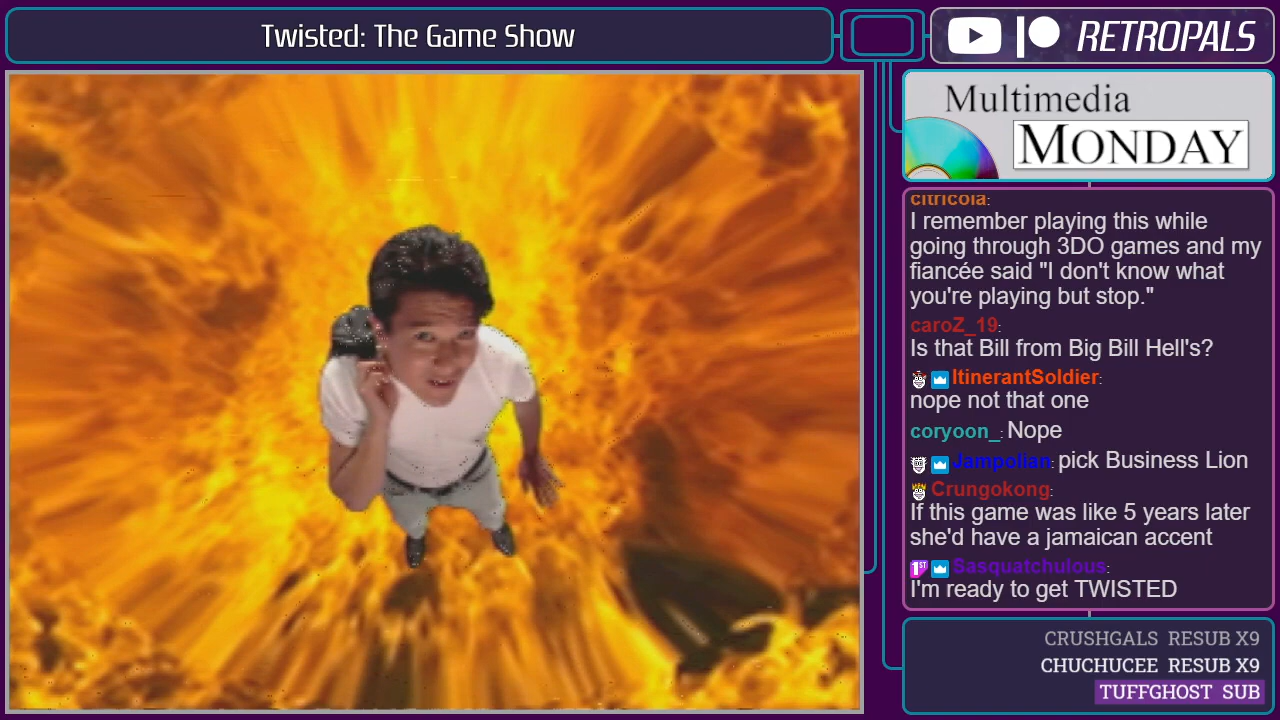 Twisted: The Game Show
RETROPALS
Multimedia
MONDAY
citricola:
I remember playing this while
going through 3DO games and my
fiancée said "I don't know what
you're playing but stop."
caroZ_19:
Is that Bill from Big Bill Hell's?
ItinerantSoldier:
nope not that one
coryoon_: Nope
Jampolian: pick Business Lion
Crungokong:
If this game was like 5 years later
she'd have a jamaican accent
1ST Sasquatchulous:
I'm ready to get TWISTED
CRUSHGALS RESUB X9
CHUCHUCEE RESUB X9
TUFFGHOST SUB